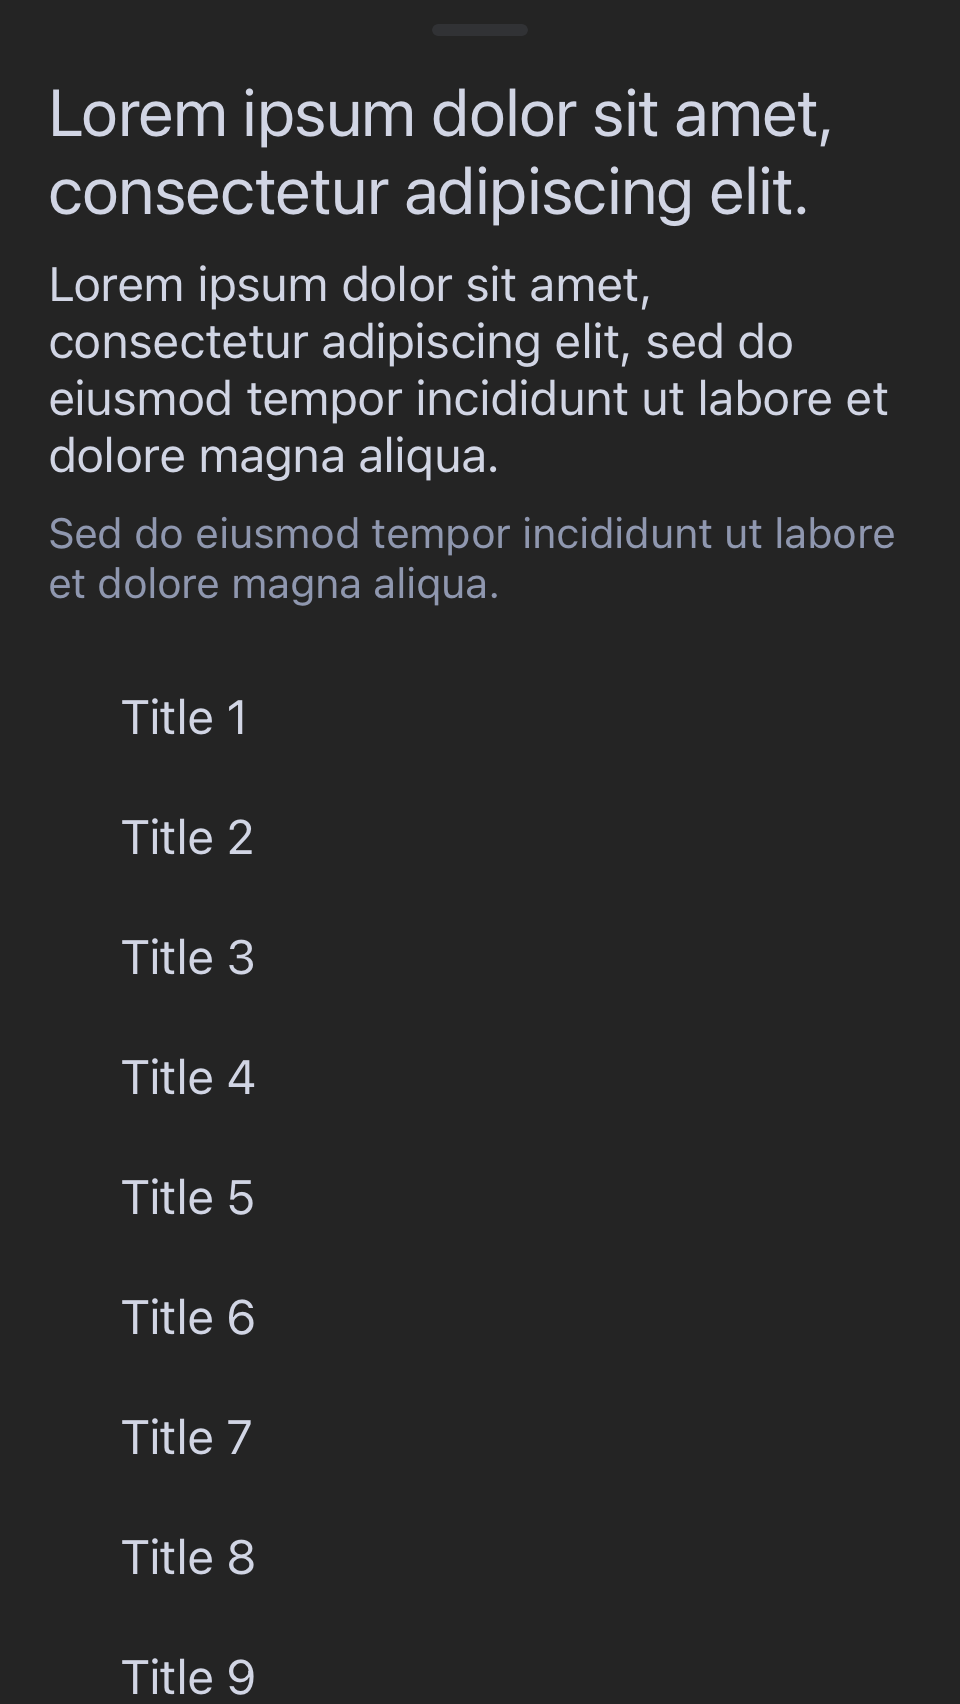 Lorem ipsum dolor sit amet,
consectetur adipiscing elit.
Lorem ipsum dolor sit amet,
consectetur adipiscing elit, sed do
eiusmod tempor incididunt ut labore et
dolore magna aliqua.
Sed do eiusmod tempor incididunt ut labore
et dolore magna aliqua.
Title 1
Title 2
Title 3
Title 4
Title 5
Title 6
Title 7
Title 8
Title 9